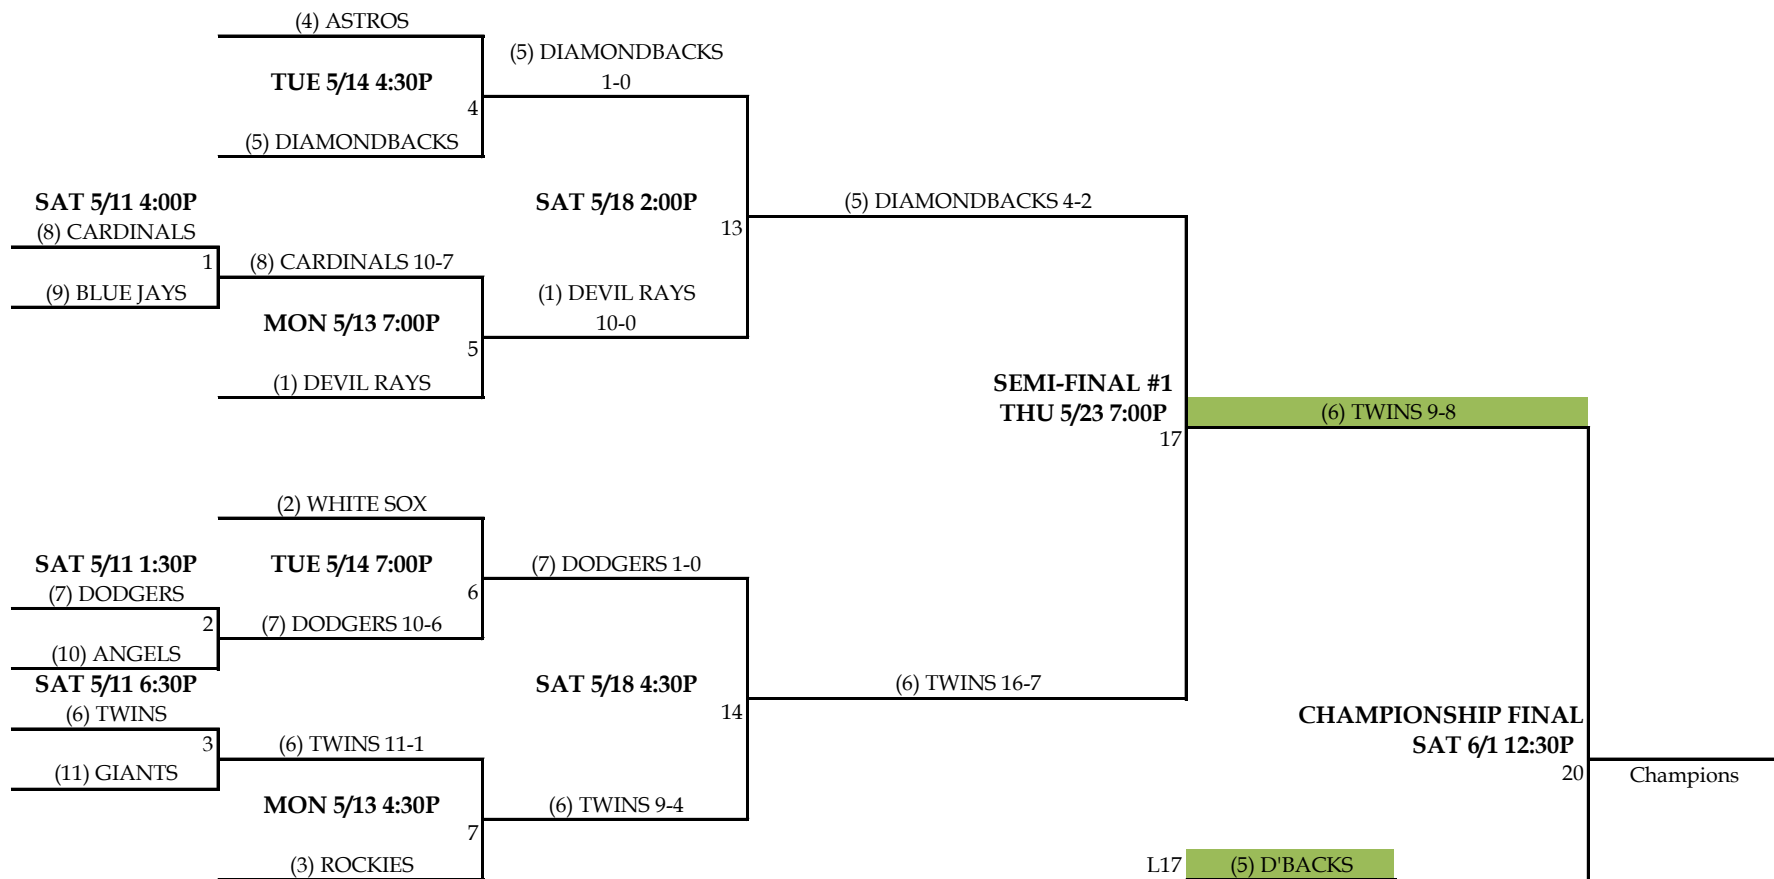 (4) ASTROS
(5) DIAMONDBACKS
1-0
TUE 5/14 4:30P
4
(5) DIAMONDBACKS
SAT 5/11 4:00P
(8) CARDINALS
1
(9) BLUE JAYS
SAT 5/18 2:00P
13
(5) DIAMONDBACKS 4-2
(8) CARDINALS 10-7
(1) DEVIL RAYS
10-0
MON 5/13 7:00P
5
(1) DEVIL RAYS
SEMI-FINAL #1
THU 5/23 7:00P
17
(6) TWINS 9-8
(2) WHITE SOX
SAT 5/11 1:30P
(7) DODGERS
2
(10) ANGELS
TUE 5/14 7:00P
6
(7) DODGERS 1-0
(7) DODGERS 10-6
SAT 5/11 6:30P
(6) TWINS
3
(11) GIANTS
SAT 5/18 4:30P
14
(6) TWINS 16-7
(6) TWINS 11-1
MON 5/13 4:30P
7
(6) TWINS 9-4
(3) ROCKIES
CHAMPIONSHIP FINAL
SAT 6/1 12:30P
20
Champions
L17
(5) D'BACKS